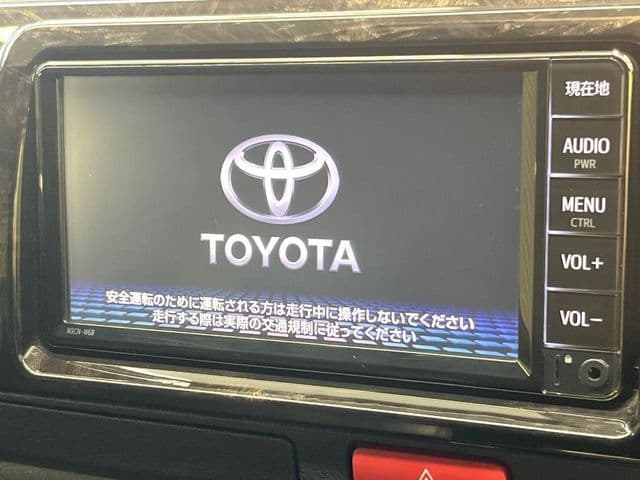 現在地
AUDIO
PWR
MENU
CTRL
VOL+
VOL-
TOYOTA
安全運転のために運転される方は走行中に操作しないでください
走行する際は実際の交通規制に従ってください
NSCN-W68